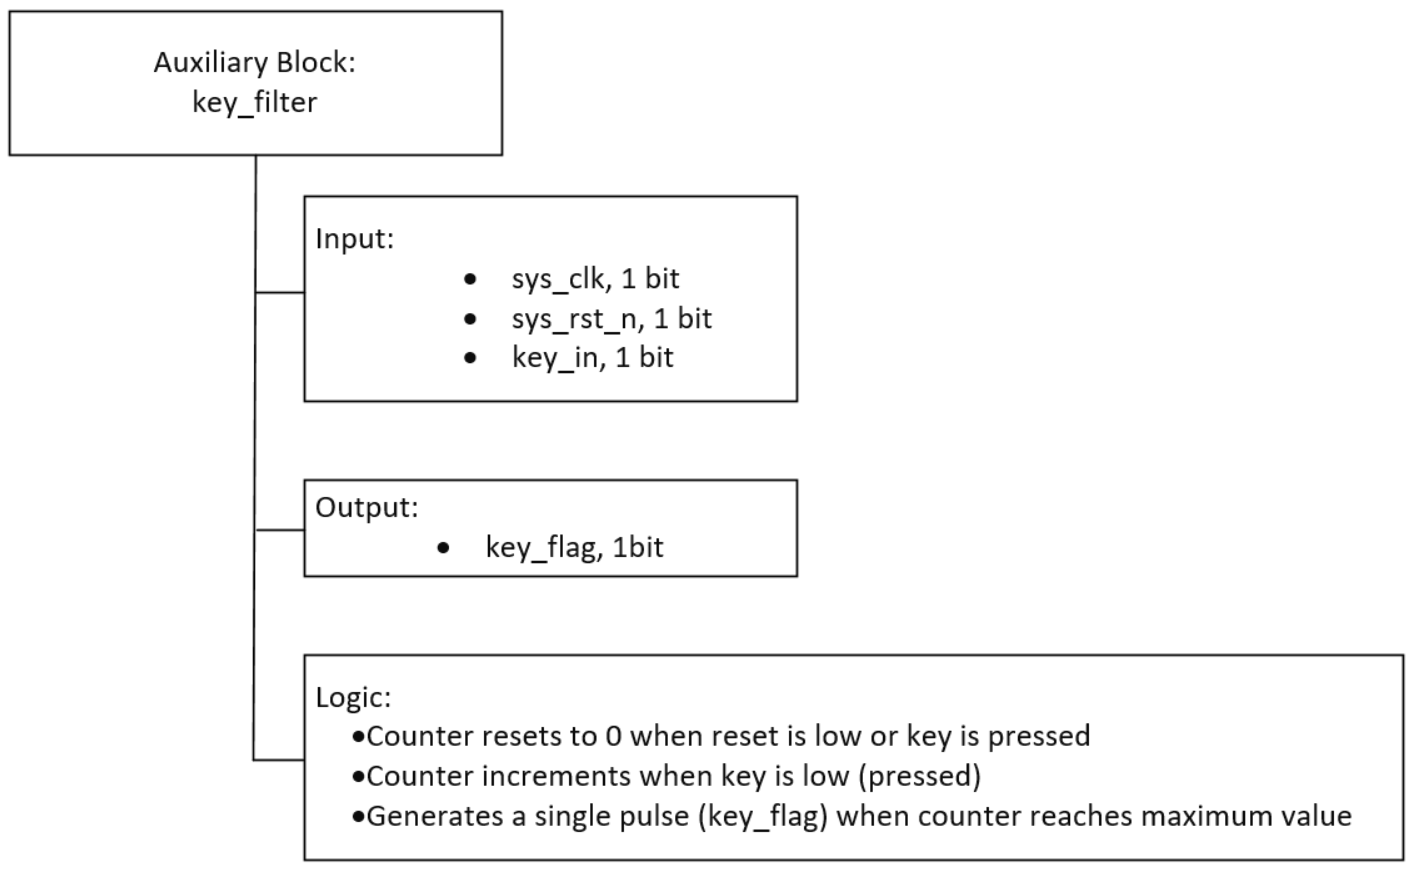 Auxiliary Block:
key_filter
Input:
• sys_clk, 1 bit
• sys_rst_n, 1 bit
• key_in, 1 bit
Output:
• key_flag, 1bit
Logic:
•Counter resets to 0 when reset is low or key is pressed
•Counter increments when key is low (pressed)
•Generates a single pulse (key_flag) when counter reaches maximum value